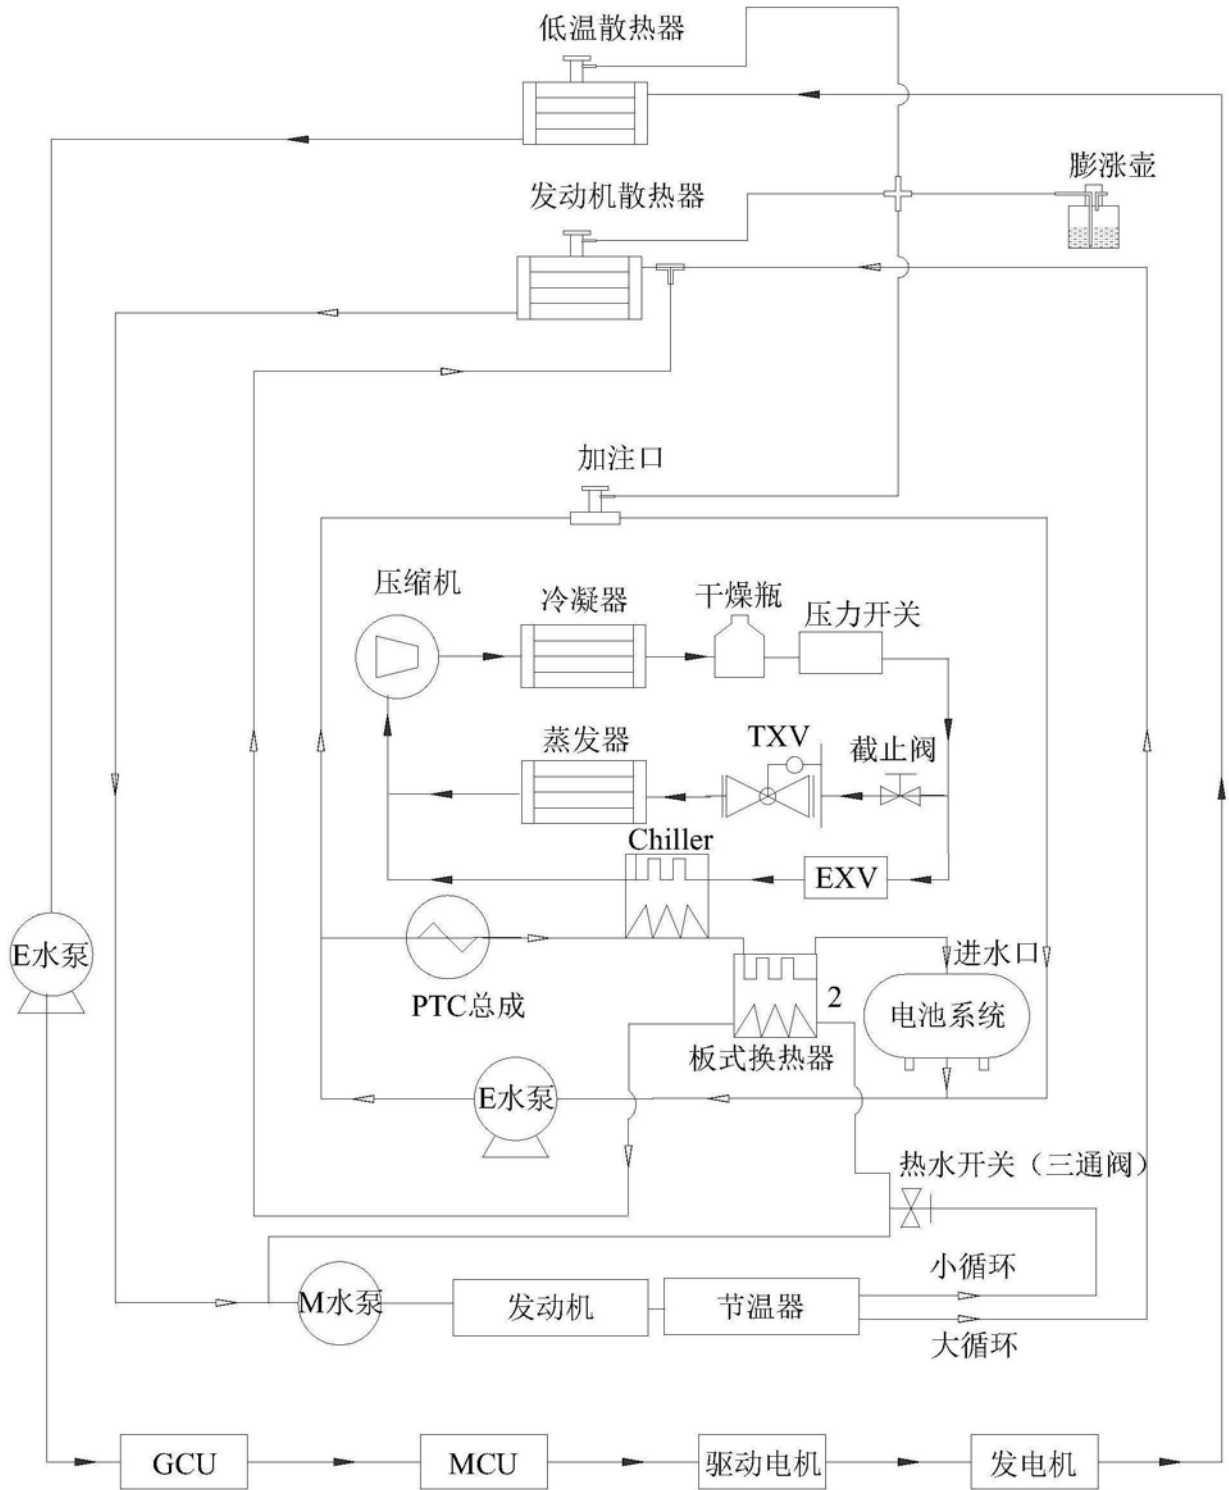 低温散热器
膨涨壶
发动机散热器
加注口
压缩机
冷凝器
干燥瓶
压力开关
蒸发器
TXV
截止阀
Chiller
EXV
E水泵
进水口
PTC总成
2
电池系统
板式换热器
E水泵
热水开关（三通阀）
小循环
M水泵
发动机
节温器
大循环
GCU
MCU
驱动电机
发电机